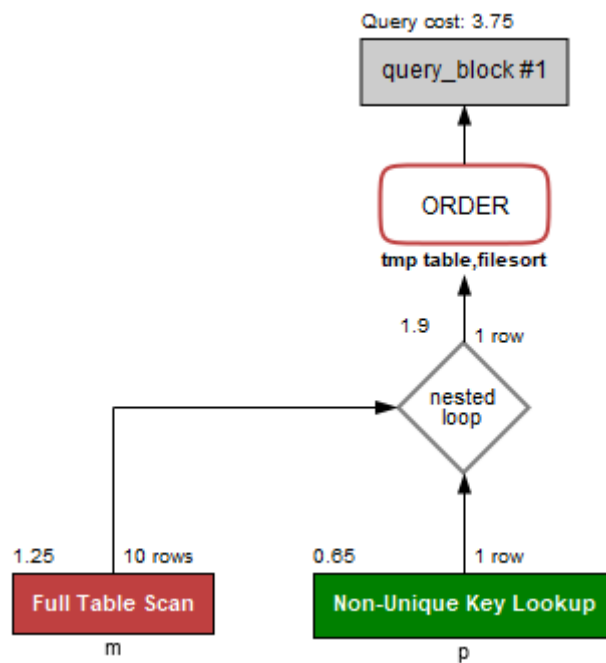 Query cost: 3.75
query_block #1
ORDER
tmp table,filesort
1.9
1 row
nested
loop
1.25
10 rows
0.65
1 row
Full Table Scan
Non-Unique Key Lookup
m
p